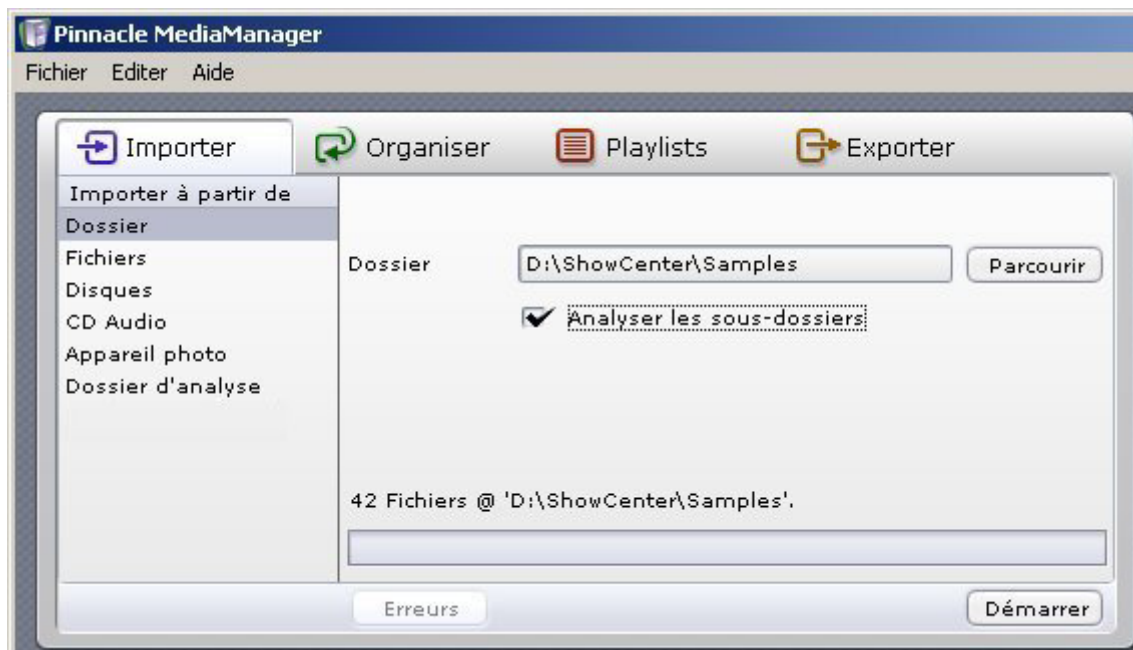 Pinnacle MediaManager
Fichier Editer Aide
Importer Organiser Playlists Exporter
Importer à partir de
Dossier
Fichiers
Disques
CD Audio
Appareil photo
Dossier d'analyse
Dossier D:\ShowCenter\Samples Parcourir
Analyser les sous-dossiers
42 Fichiers @ 'D:\ShowCenter\Samples'.
Erreurs Démarrer